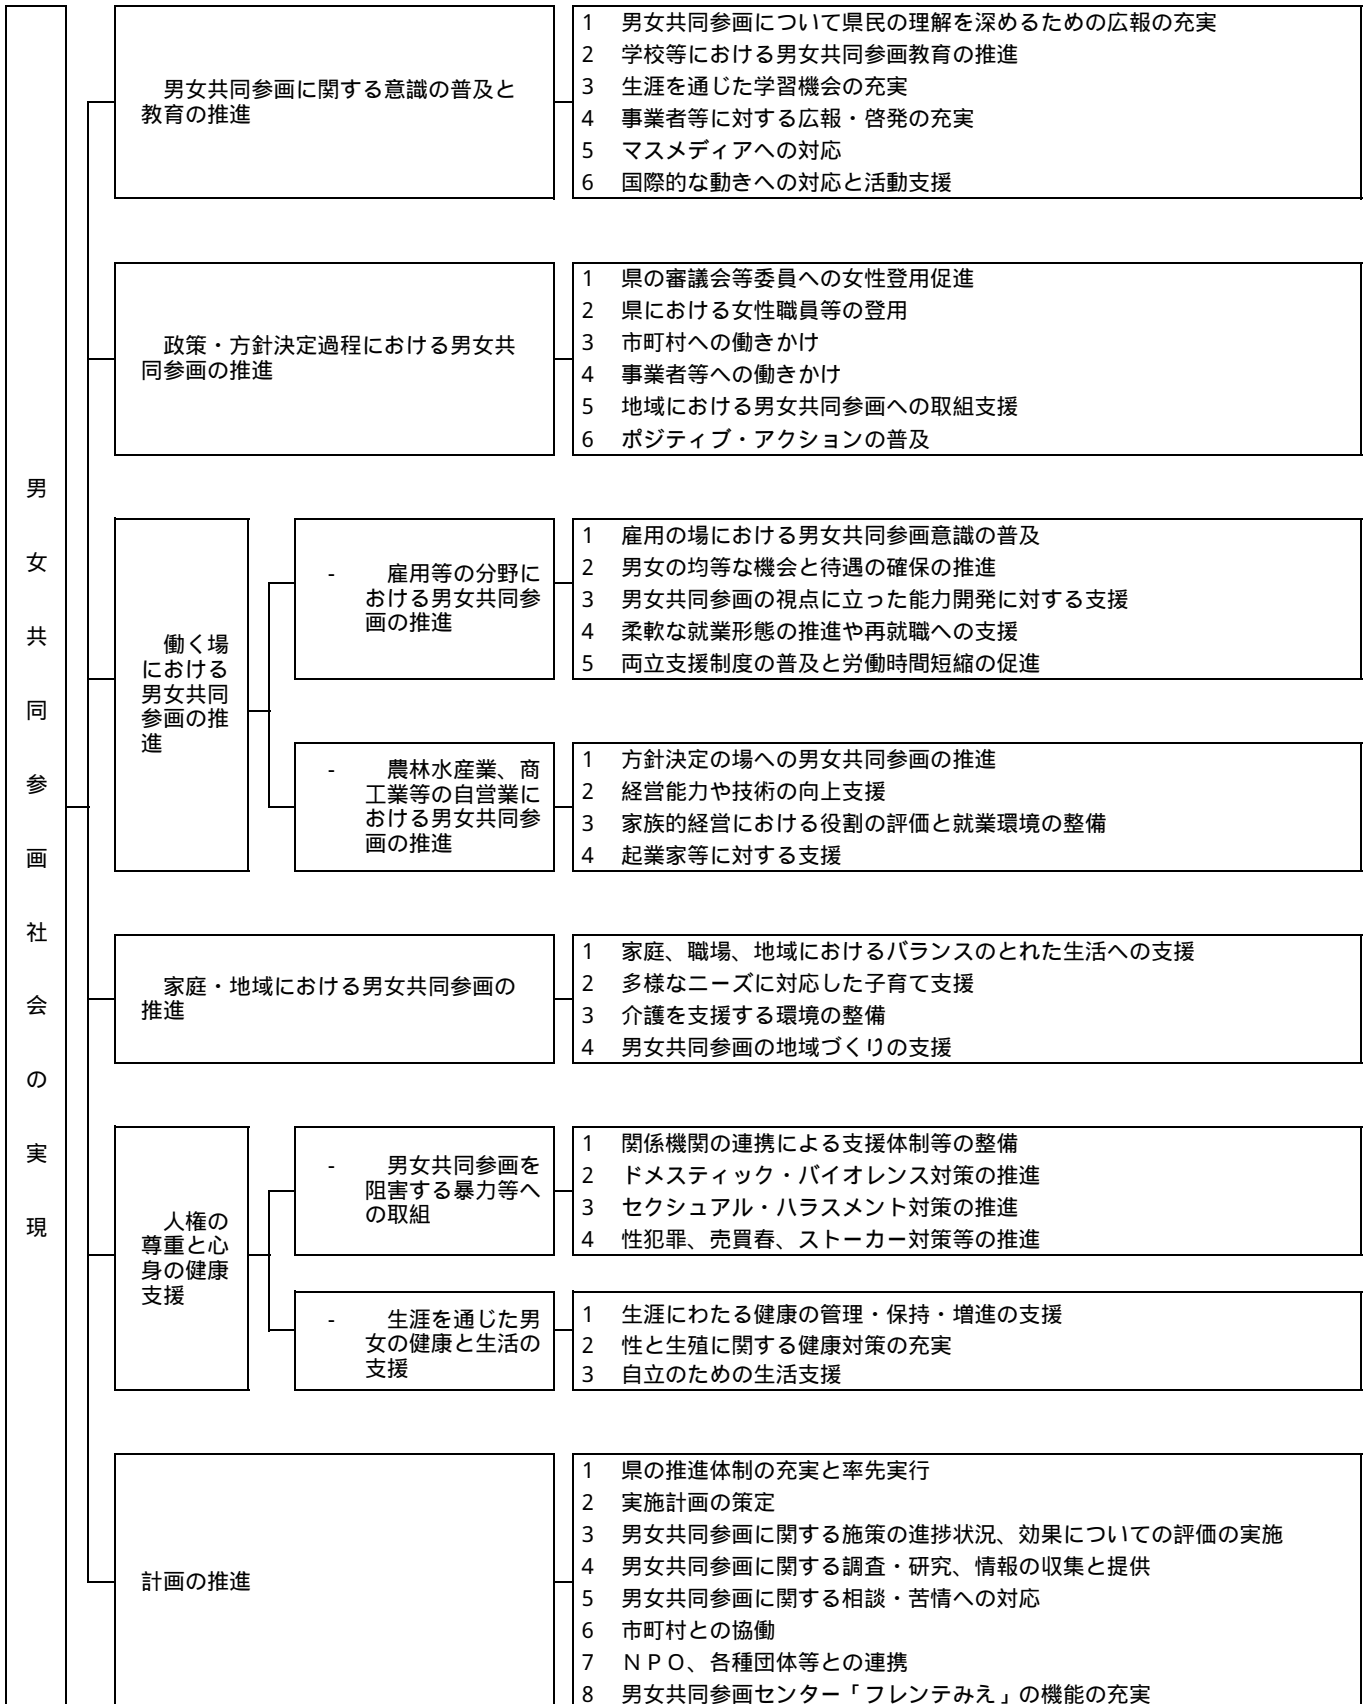 男女共同参画社会の実現
男女共同参画に関する意識の普及と
教育の推進
1 男女共同参画について県民の理解を深めるための広報の充実
2 学校等における男女共同参画教育の推進
3 生涯を通じた学習機会の充実
4 事業者等に対する広報・啓発の充実
5 マスメディアへの対応
6 国際的な動きへの対応と活動支援
政策・方針決定過程における男女共
同参画の推進
1 県の審議会等委員への女性登用促進
2 県における女性職員等の登用
3 市町村への働きかけ
4 事業者等への働きかけ
5 地域における男女共同参画への取組支援
6 ポジティブ・アクションの普及
働く場
における
男女共同
参画の推
進
- 雇用等の分野に
おける男女共同参
画の推進
1 雇用の場における男女共同参画意識の普及
2 男女の均等な機会と待遇の確保の推進
3 男女共同参画の視点に立った能力開発に対する支援
4 柔軟な就業形態の推進や再就職への支援
5 両立支援制度の普及と労働時間短縮の促進
- 農林水産業、商
工業等の自営業に
おける男女共同参
画の推進
1 方針決定の場への男女共同参画の推進
2 経営能力や技術の向上支援
3 家族的経営における役割の評価と就業環境の整備
4 起業家等に対する支援
家庭・地域における男女共同参画の
推進
1 家庭、職場、地域におけるバランスのとれた生活への支援
2 多様なニーズに対応した子育て支援
3 介護を支援する環境の整備
4 男女共同参画の地域づくりの支援
人権の
尊重と心
身の健康
支援
- 男女共同参画を
阻害する暴力等へ
の取組
1 関係機関の連携による支援体制等の整備
2 ドメスティック・バイオレンス対策の推進
3 セクシュアル・ハラスメント対策の推進
4 性犯罪、売買春、ストーカー対策等の推進
- 生涯を通じた男
女の健康と生活の
支援
1 生涯にわたる健康の管理・保持・増進の支援
2 性と生殖に関する健康対策の充実
3 自立のための生活支援
計画の推進
1 県の推進体制の充実と率先実行
2 実施計画の策定
3 男女共同参画に関する施策の進捗状況、効果についての評価の実施
4 男女共同参画に関する調査・研究、情報の収集と提供
5 男女共同参画に関する相談・苦情への対応
6 市町村との協働
7 ＮＰＯ、各種団体等との連携
8 男女共同参画センター「フレンテみえ」の機能の充実